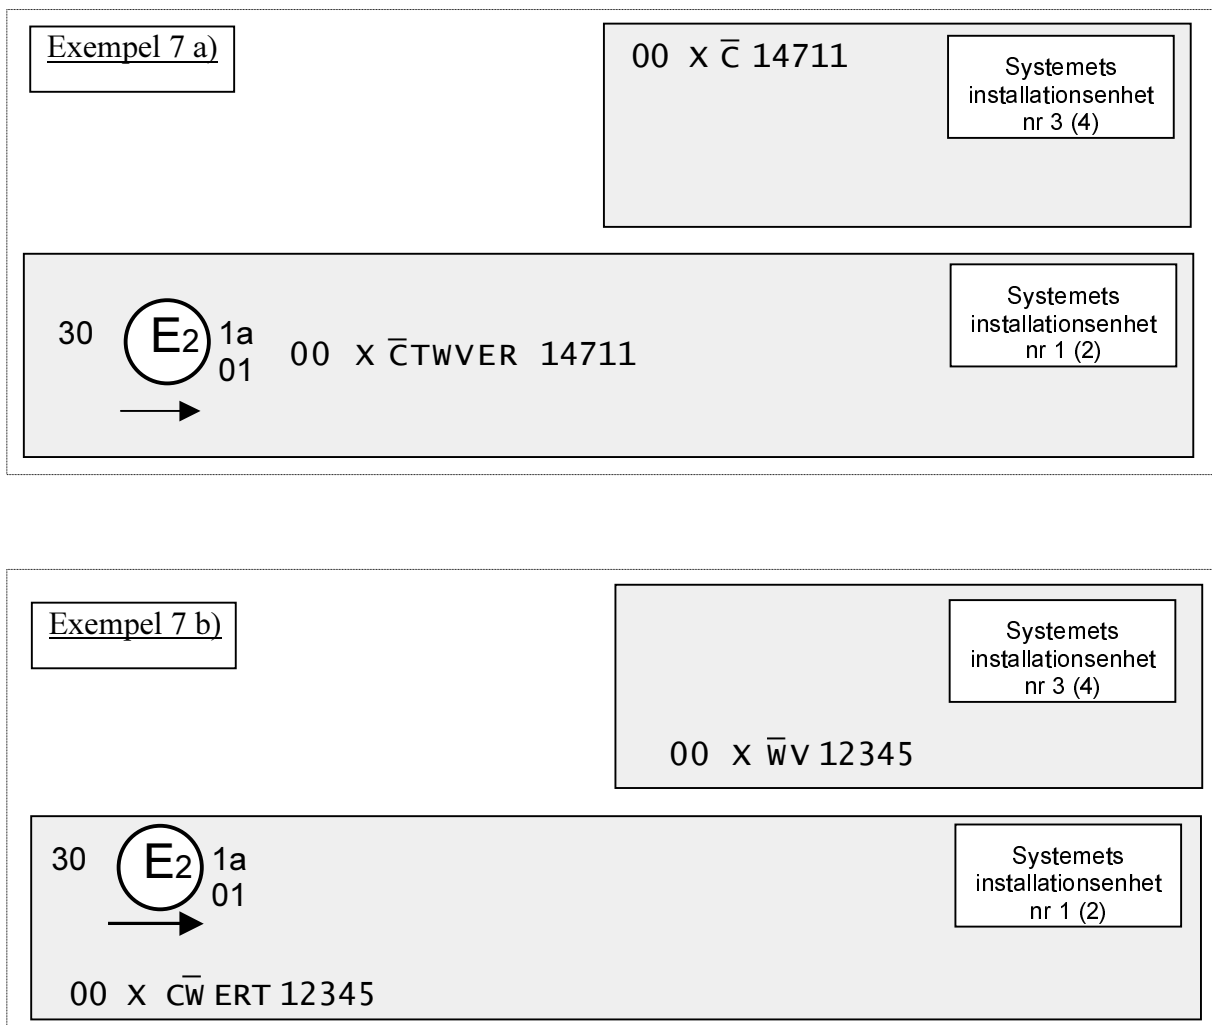 Exempel 7 a)
00 X C̅ 14711
Systemets
installationsenhet
nr 3 (4)
30 E2 1a
01
00 X C̅TWVER 14711
Systemets
installationsenhet
nr 1 (2)
Exempel 7 b)
Systemets
installationsenhet
nr 3 (4)
00 X W̅V 12345
30 E2 1a
01
00 X CW̅ ERT 12345
Systemets
installationsenhet
nr 1 (2)